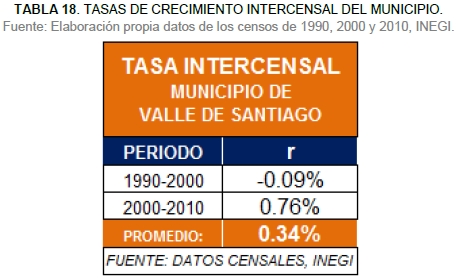 TABLA 18. TASAS DE CRECIMIENTO INTERCENSAL DEL MUNICIPIO.
Fuente: Elaboración propia datos de los censos de 1990, 2000 y 2010, INEGI.
TASA INTERCENSAL
MUNICIPIO DE
VALLE DE SANTIAGO
PERIODO r
1990-2000 -0.09%
2000-2010 0.76%
PROMEDIO: 0.34%
FUENTE: DATOS CENSALES, INEGI